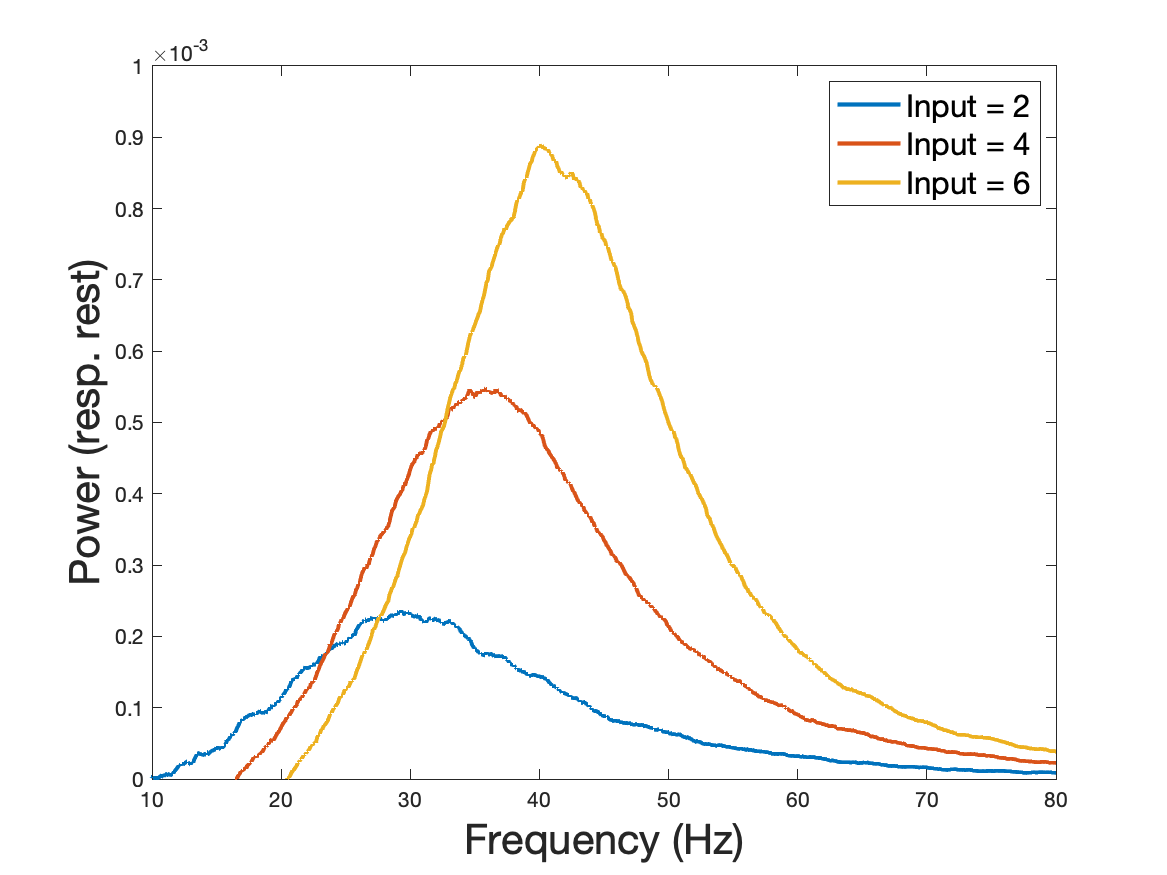 ×10-3
1
0.9
0.8
0.7
0.6
0.5
0.4
0.3
0.2
0.1
0
Power (resp. rest)
Input = 2
Input = 4
Input = 6
10 20 30 40 50 60 70 80
Frequency (Hz)